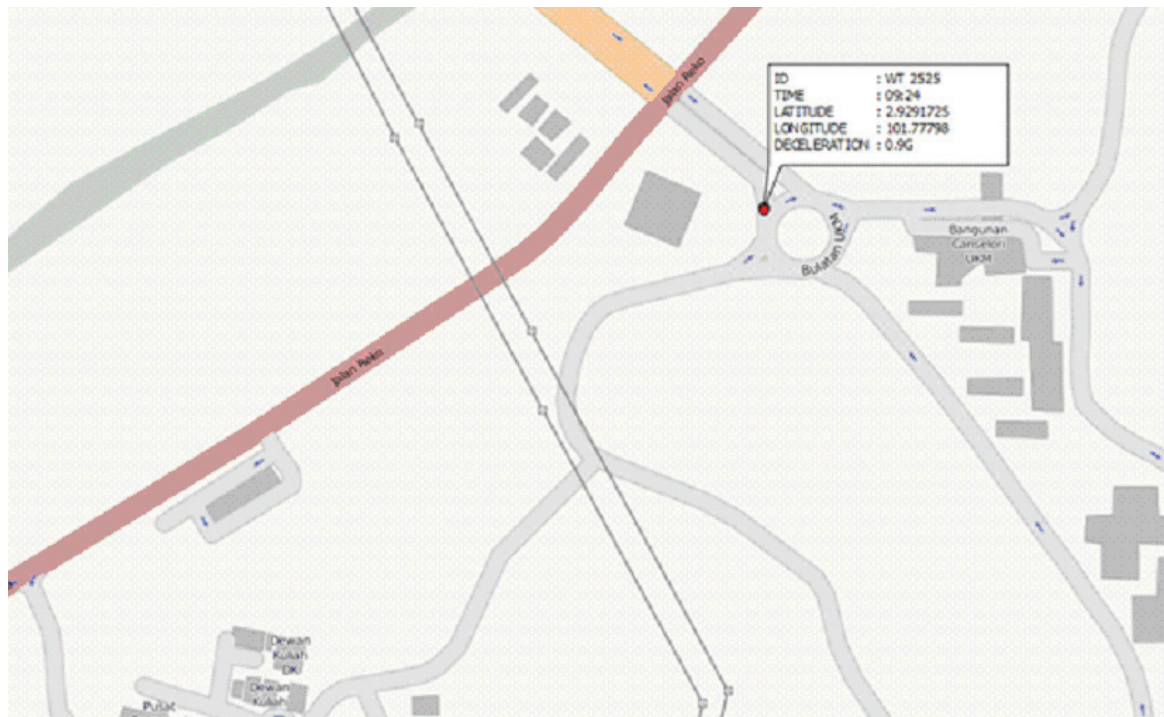 Jalan Reko
ID : WT 2525
TIME : 09:24
LATITUDE : 2.9291725
LONGITUDE : 101.77798
DECELERATION : 0.9G
Bulatan UKM
Bangunan
Canselori
UKM
Jalan Reko
Dewan
Kuliah
DK
Dewan
Kuliah
Pusat